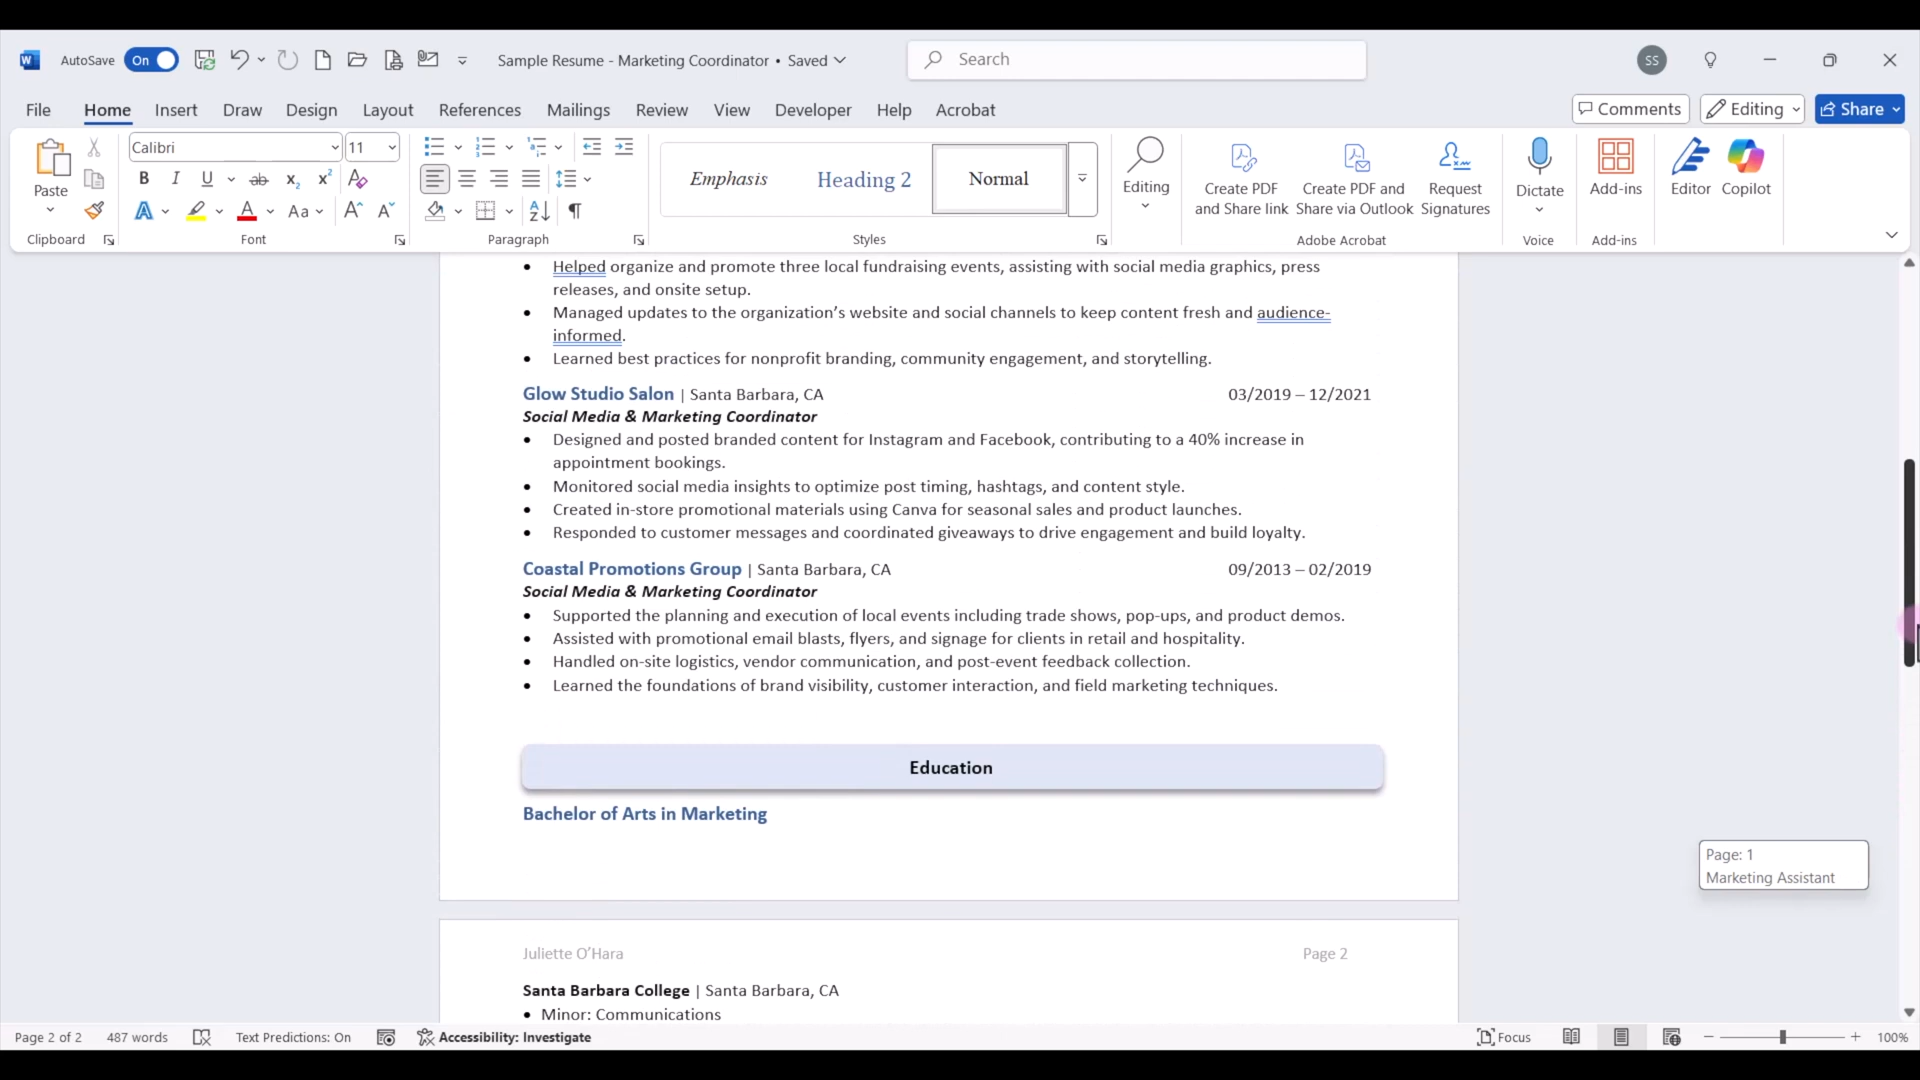 AutoSave On Sample Resume - Marketing Coordinator • Saved Search SS
File Home Insert Draw Design Layout References Mailings Review View Developer Help Acrobat Comments Editing Share
Paste
Clipboard
Calibri 11
B I U ab x₂ x² A
A A Aa A A
Font
Paragraph
Emphasis Heading 2 Normal
Styles
Editing
Create PDF and Share link
Create PDF and Share via Outlook
Request Signatures
Adobe Acrobat
Dictate
Voice
Add-ins
Add-ins
Editor
Copilot
• Helped organize and promote three local fundraising events, assisting with social media graphics, press
releases, and onsite setup.
• Managed updates to the organization’s website and social channels to keep content fresh and audience-
informed.
• Learned best practices for nonprofit branding, community engagement, and storytelling.
Glow Studio Salon | Santa Barbara, CA 03/2019 – 12/2021
Social Media & Marketing Coordinator
• Designed and posted branded content for Instagram and Facebook, contributing to a 40% increase in
appointment bookings.
• Monitored social media insights to optimize post timing, hashtags, and content style.
• Created in-store promotional materials using Canva for seasonal sales and product launches.
• Responded to customer messages and coordinated giveaways to drive engagement and build loyalty.
Coastal Promotions Group | Santa Barbara, CA 09/2013 – 02/2019
Social Media & Marketing Coordinator
• Supported the planning and execution of local events including trade shows, pop-ups, and product demos.
• Assisted with promotional email blasts, flyers, and signage for clients in retail and hospitality.
• Handled on-site logistics, vendor communication, and post-event feedback collection.
• Learned the foundations of brand visibility, customer interaction, and field marketing techniques.
Education
Bachelor of Arts in Marketing
Page: 1
Marketing Assistant
Juliette O’Hara Page 2
Santa Barbara College | Santa Barbara, CA
• Minor: Communications
Page 2 of 2 487 words Text Predictions: On Accessibility: Investigate Focus 100%